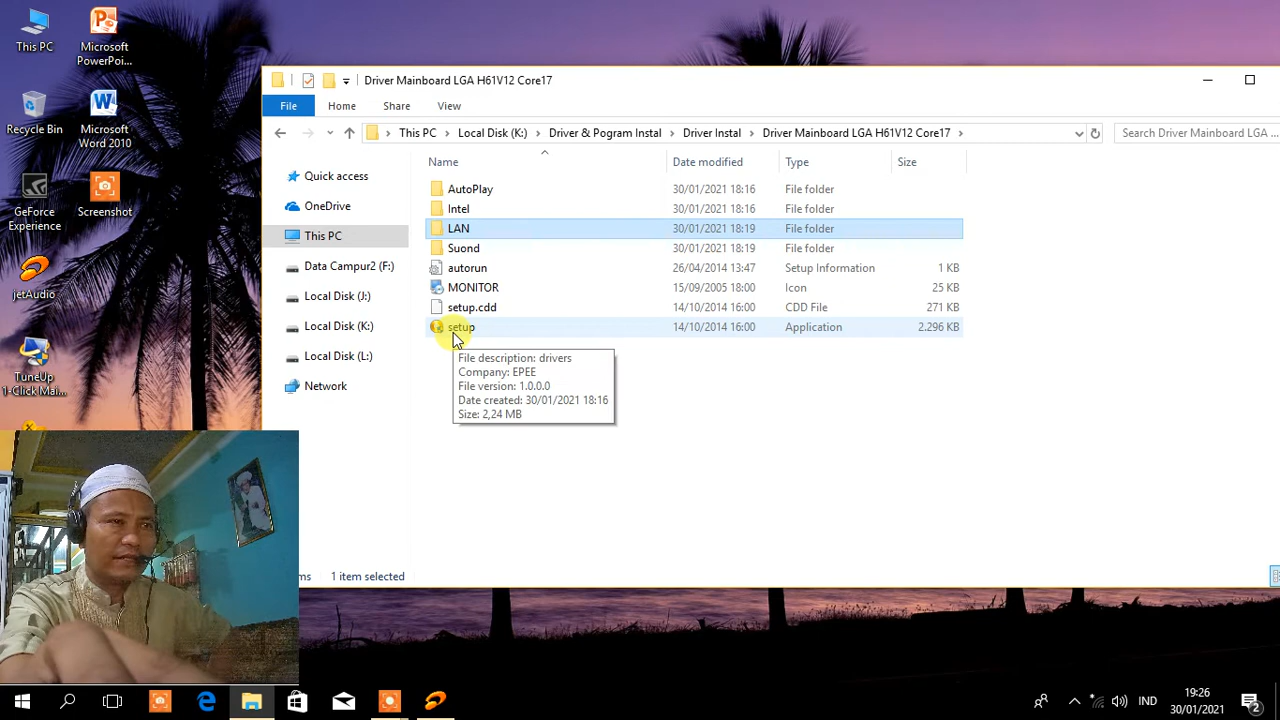 This PC
Microsoft
PowerPoi...
Recycle Bin
Microsoft
Word 2010
GeForce
Experience
Screenshot
jetAudio
TuneUp
1-Click Mai...
Driver Mainboard LGA H61V12 Core17
File
Home
Share
View
This PC
Local Disk (K:)
Driver & Pogram Instal
Driver Instal
Driver Mainboard LGA H61V12 Core17
Search Driver Mainboard LGA ...
Quick access
OneDrive
This PC
Data Campur2 (F:)
Local Disk (J:)
Local Disk (K:)
Local Disk (L:)
Network
Name Date modified Type Size
AutoPlay 30/01/2021 18:16 File folder
Intel 30/01/2021 18:16 File folder
LAN 30/01/2021 18:19 File folder
Suond 30/01/2021 18:19 File folder
autorun 26/04/2014 13:47 Setup Information 1 KB
MONITOR 15/09/2005 18:00 Icon 25 KB
setup.cdd 14/10/2014 16:00 CDD File 271 KB
setup 14/10/2014 16:00 Application 2.296 KB
File description: drivers
Company: EPEE
File version: 1.0.0.0
Date created: 30/01/2021 18:16
Size: 2,24 MB
ms
1 item selected
IND
19:26
30/01/2021
2